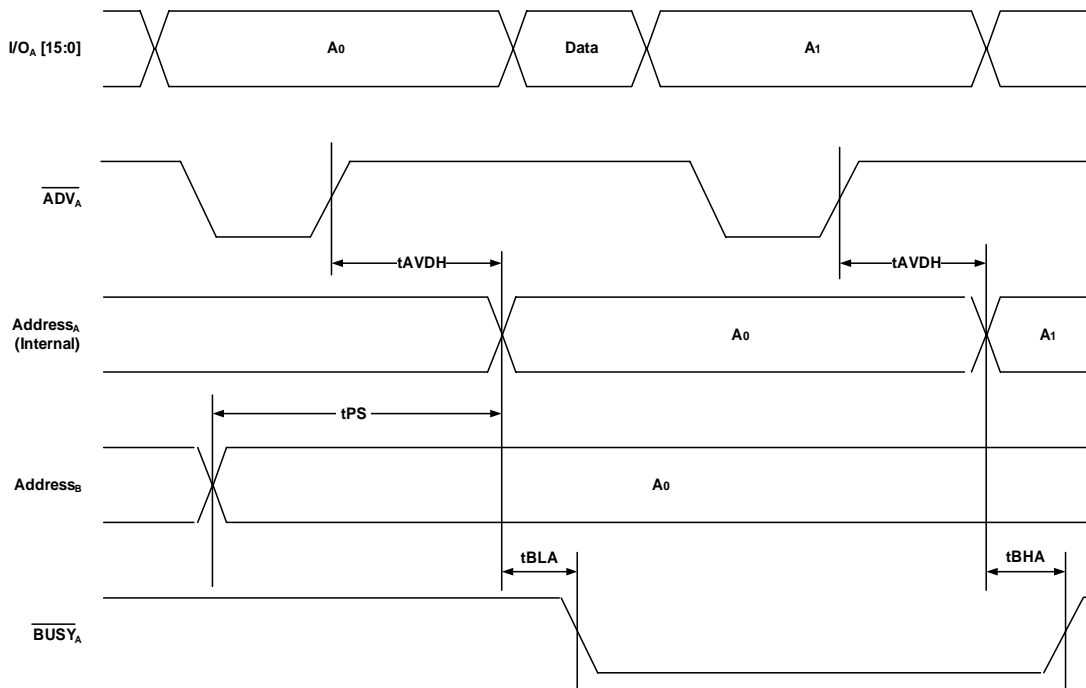 I/OA [15:0]
A0
Data
A1
ADVA
tAVDH
tAVDH
AddressA
(Internal)
A0
A1
tPS
AddressB
A0
tBLA
tBHA
BUSYA